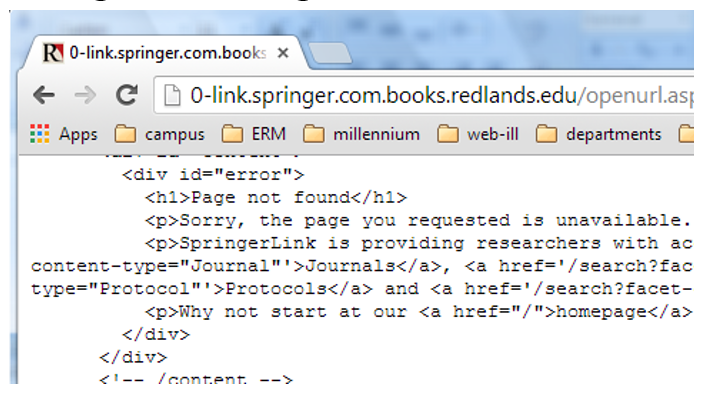 0-link.springer.com.books
0-link.springer.com.books.redlands.edu/openurl.asp
Apps campus ERM millennium web-ill departments
<div id="error">
<h1>Page not found</h1>
<p>Sorry, the page you requested is unavailable.
<p>SpringerLink is providing researchers with ac
content-type="Journal"'>Journals</a>, <a href='/search?fac
type="Protocol"'>Protocols</a> and <a href='/search?facet-
<p>Why not start at our <a href="/">homepage</a>
</div>
</div>
<!-- /content -->